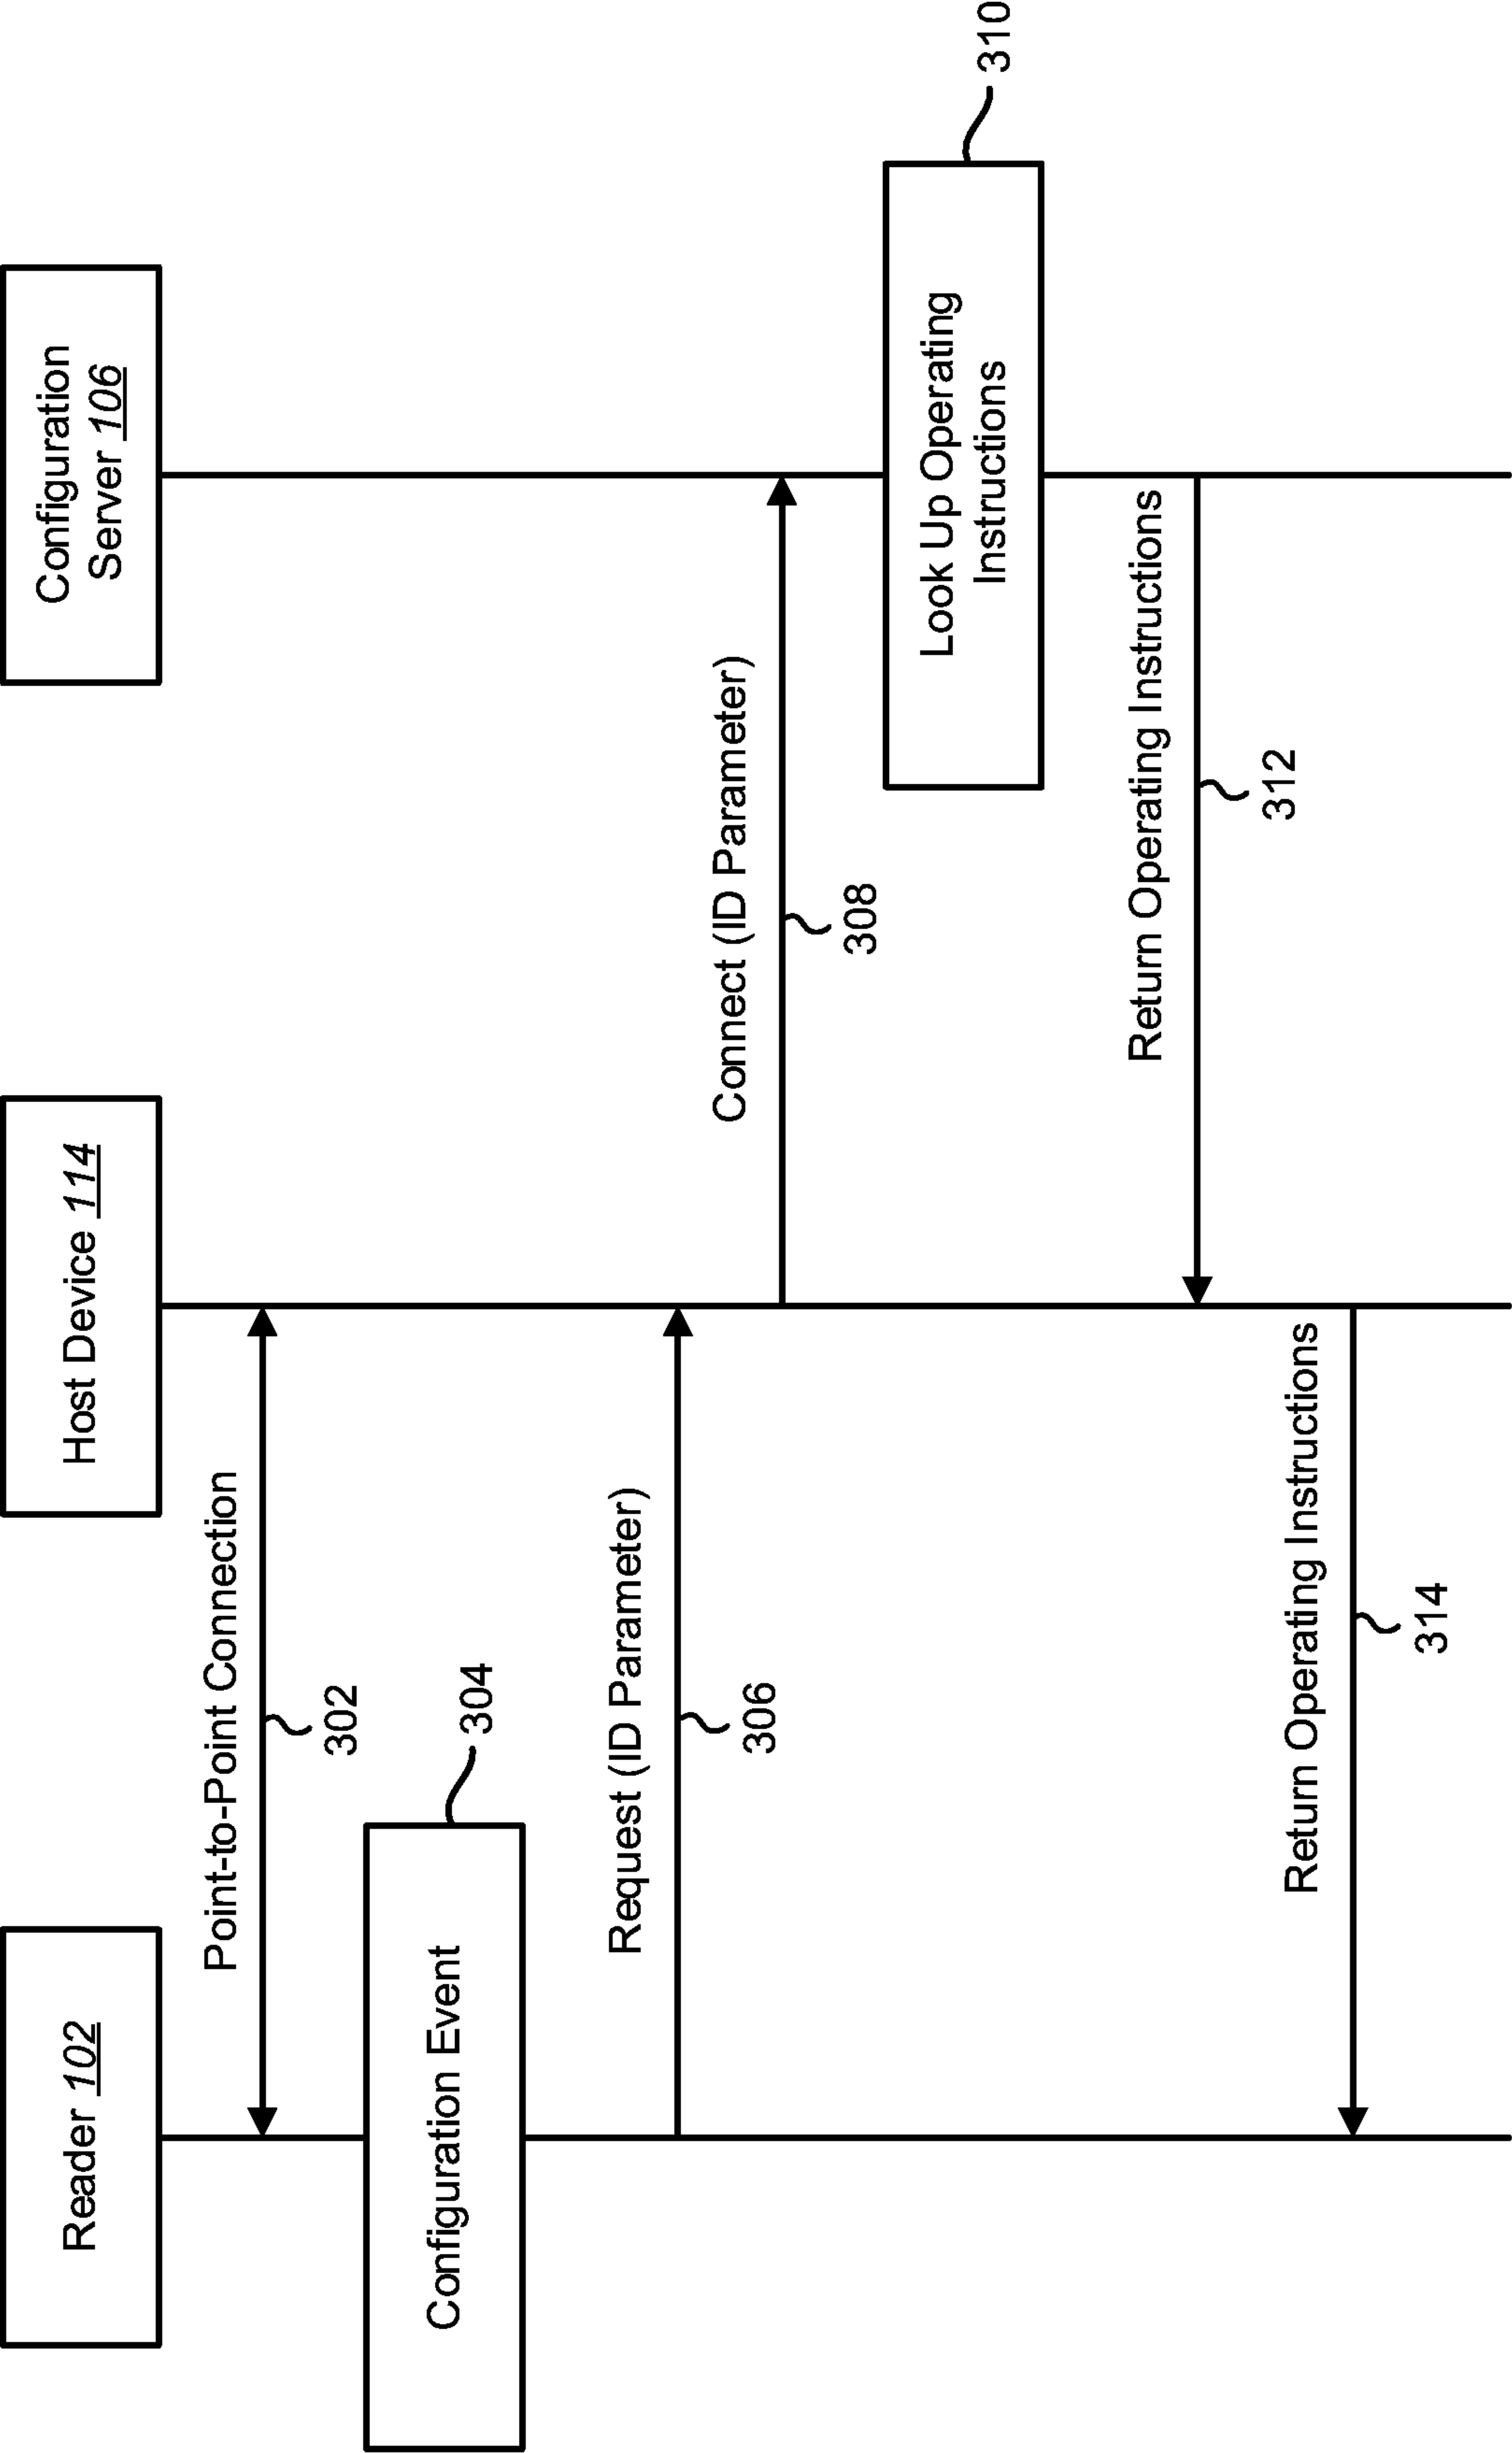 Reader 102
Host Device 114
Configuration
Server 106
Point-to-Point Connection
302
Configuration Event
304
Request (ID Parameter)
306
Connect (ID Parameter)
308
Look Up Operating
Instructions
310
Return Operating Instructions
312
Return Operating Instructions
314